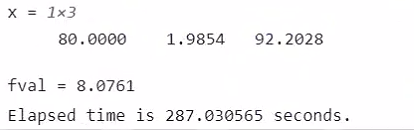 x = 1×3
80.0000 1.9854 92.2028
fval = 8.0761
Elapsed time is 287.030565 seconds.